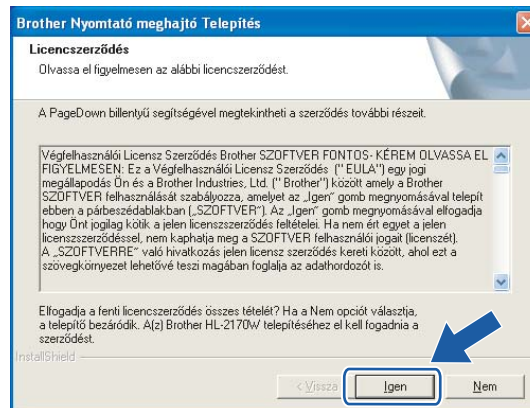 Brother Nyomtató meghajtó Telepítés
Licencszerződés
Olvassa el figyelmesen az alábbi licencszerződést.
A PageDown billentyű segítségével megtekintheti a szerződés további részeit.
Végfelhasználói Licensz Szerződés Brother SZOFTVER FONTOS- KÉREM OLVASSA EL
FIGYELMESEN: Ez a Végfelhasználói Licensz Szerződés ("EULA") egy jogi
megállapodás Ön és a Brother Industries, Ltd. ("Brother") között amely a Brother
SZOFTVER felhasználását szabályozza, amelyet az „Igen" gomb megnyomásával telepít
ebben a párbeszédablakban („SZOFTVER"). Az „Igen" gomb megnyomásával elfogadja
hogy Önt jogilag kötik a jelen licenszszerződés feltételei. Ha nem ért egyet a jelen
licenszszerződéssel, nem kaphatja meg a SZOFTVER felhasználói jogait (licenszét).
A „SZOFTVERRE" való hivatkozás jelen licensz szerződés kereti között, ahol ezt a
szövegkörnyezet lehetővé teszi magában foglalja az adathordozót is.
Elfogadja a fenti licencszerződés összes tételét? Ha a Nem opciót választja,
a telepítő bezáródik. A(z) Brother HL-2170W telepítéséhez el kell fogadnia a
szerződést.
InstallShield
< Vissza Igen Nem